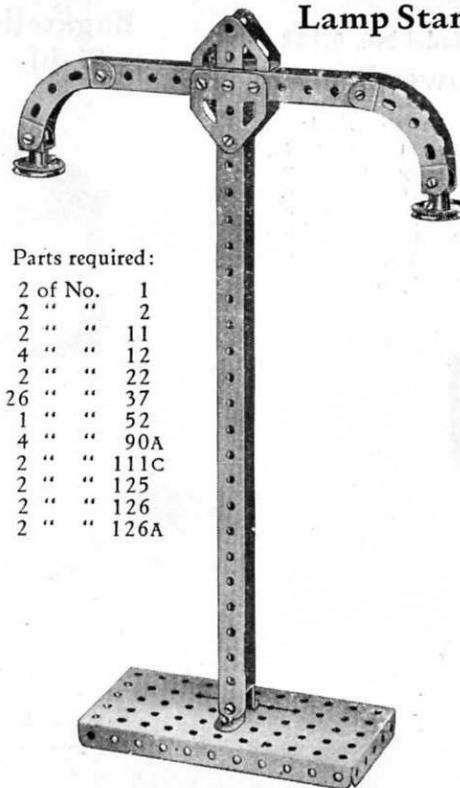 Lamp Star
Parts required:
2 of No. 1
2 “ “ 2
2 “ “ 11
4 “ “ 12
2 “ “ 22
26 “ “ 37
1 “ “ 52
4 “ “ 90A
2 “ “ 111C
2 “ “ 125
2 “ “ 126
2 “ “ 126A